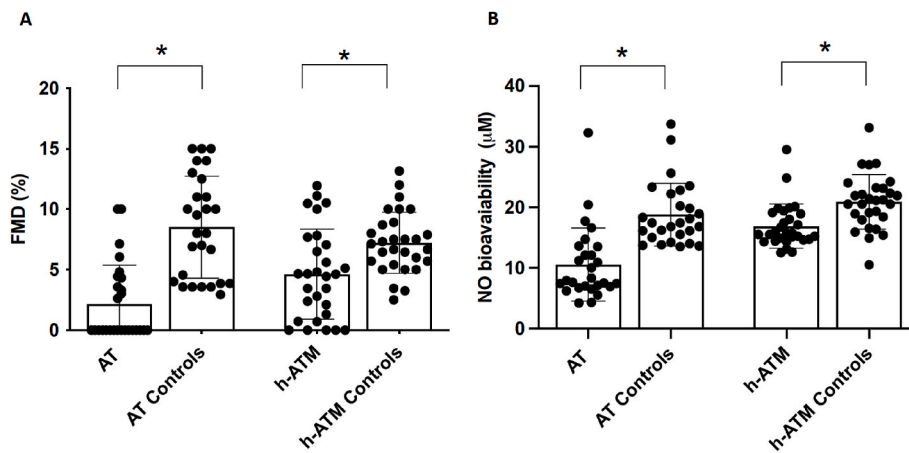 A
B
*
*
*
*
20
15
10
5
0
FMD (%)
AT
AT Controls
h-ATM
h-ATM Controls
40
30
20
10
0
NO bioavaiability (μM)
AT
AT Controls
h-ATM
h-ATM Controls